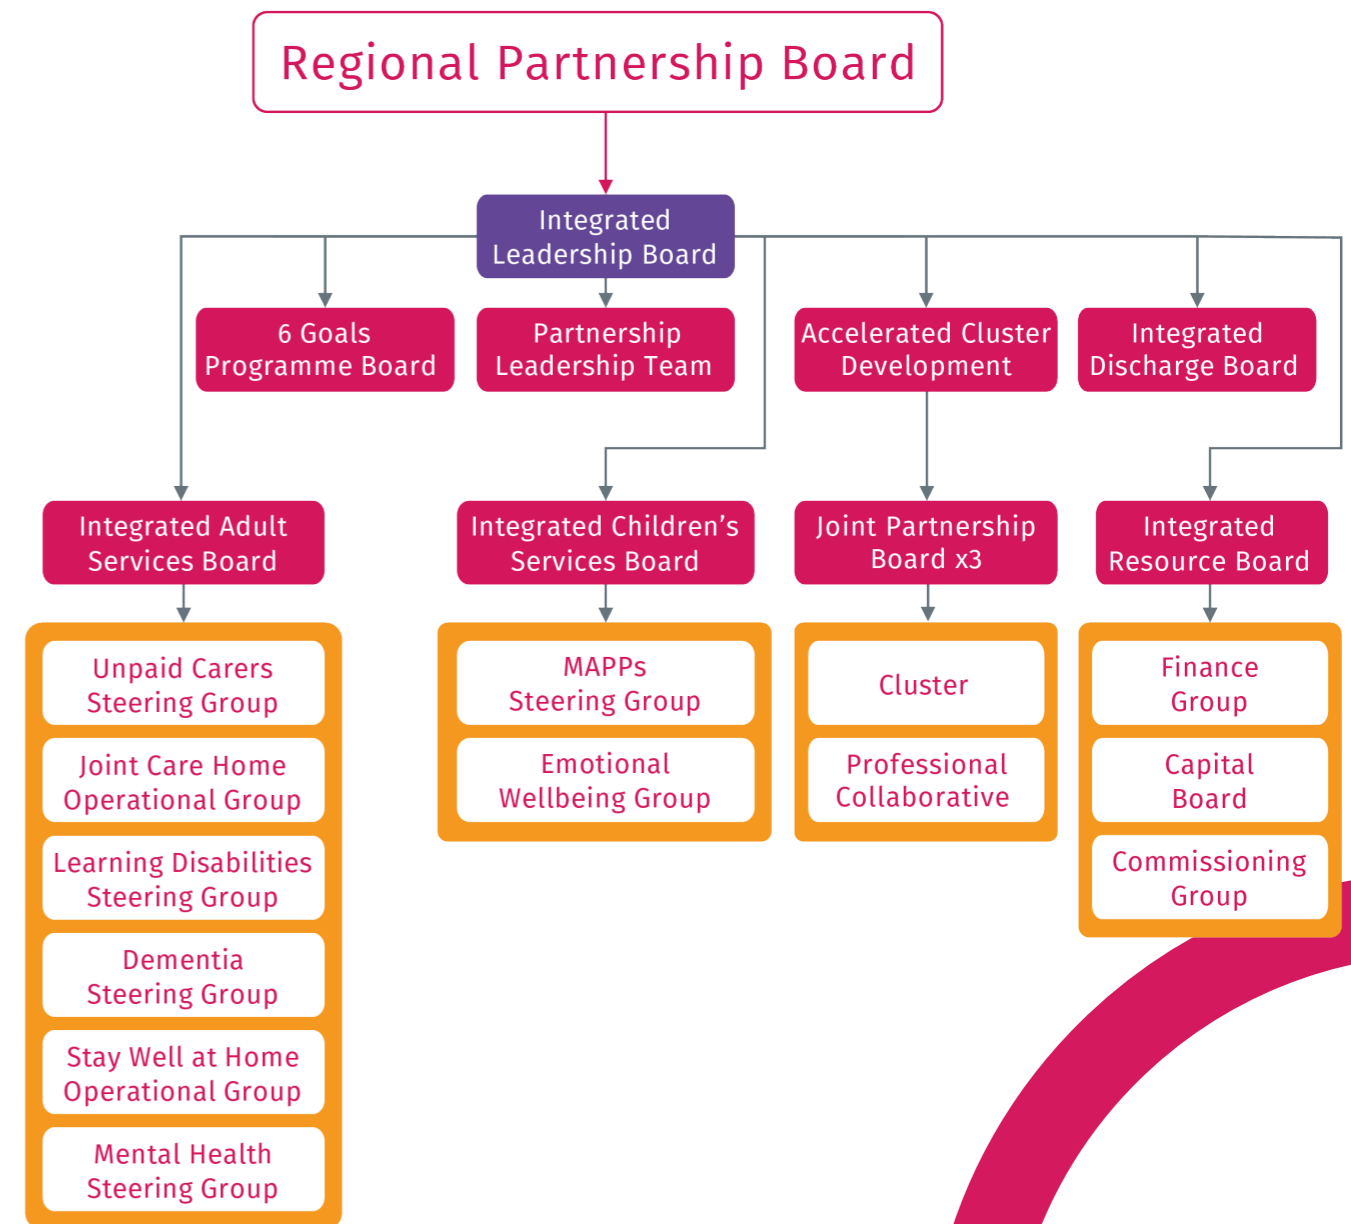 Regional Partnership Board
Integrated
Leadership Board
6 Goals
Programme Board
Partnership
Leadership Team
Accelerated Cluster
Development
Integrated
Discharge Board
Integrated Adult
Services Board
Integrated Children’s
Services Board
Joint Partnership
Board x3
Integrated
Resource Board
Unpaid Carers
Steering Group
Joint Care Home
Operational Group
Learning Disabilities
Steering Group
Dementia
Steering Group
Stay Well at Home
Operational Group
Mental Health
Steering Group
MAPPs
Steering Group
Emotional
Wellbeing Group
Cluster
Professional
Collaborative
Finance
Group
Capital
Board
Commissioning
Group